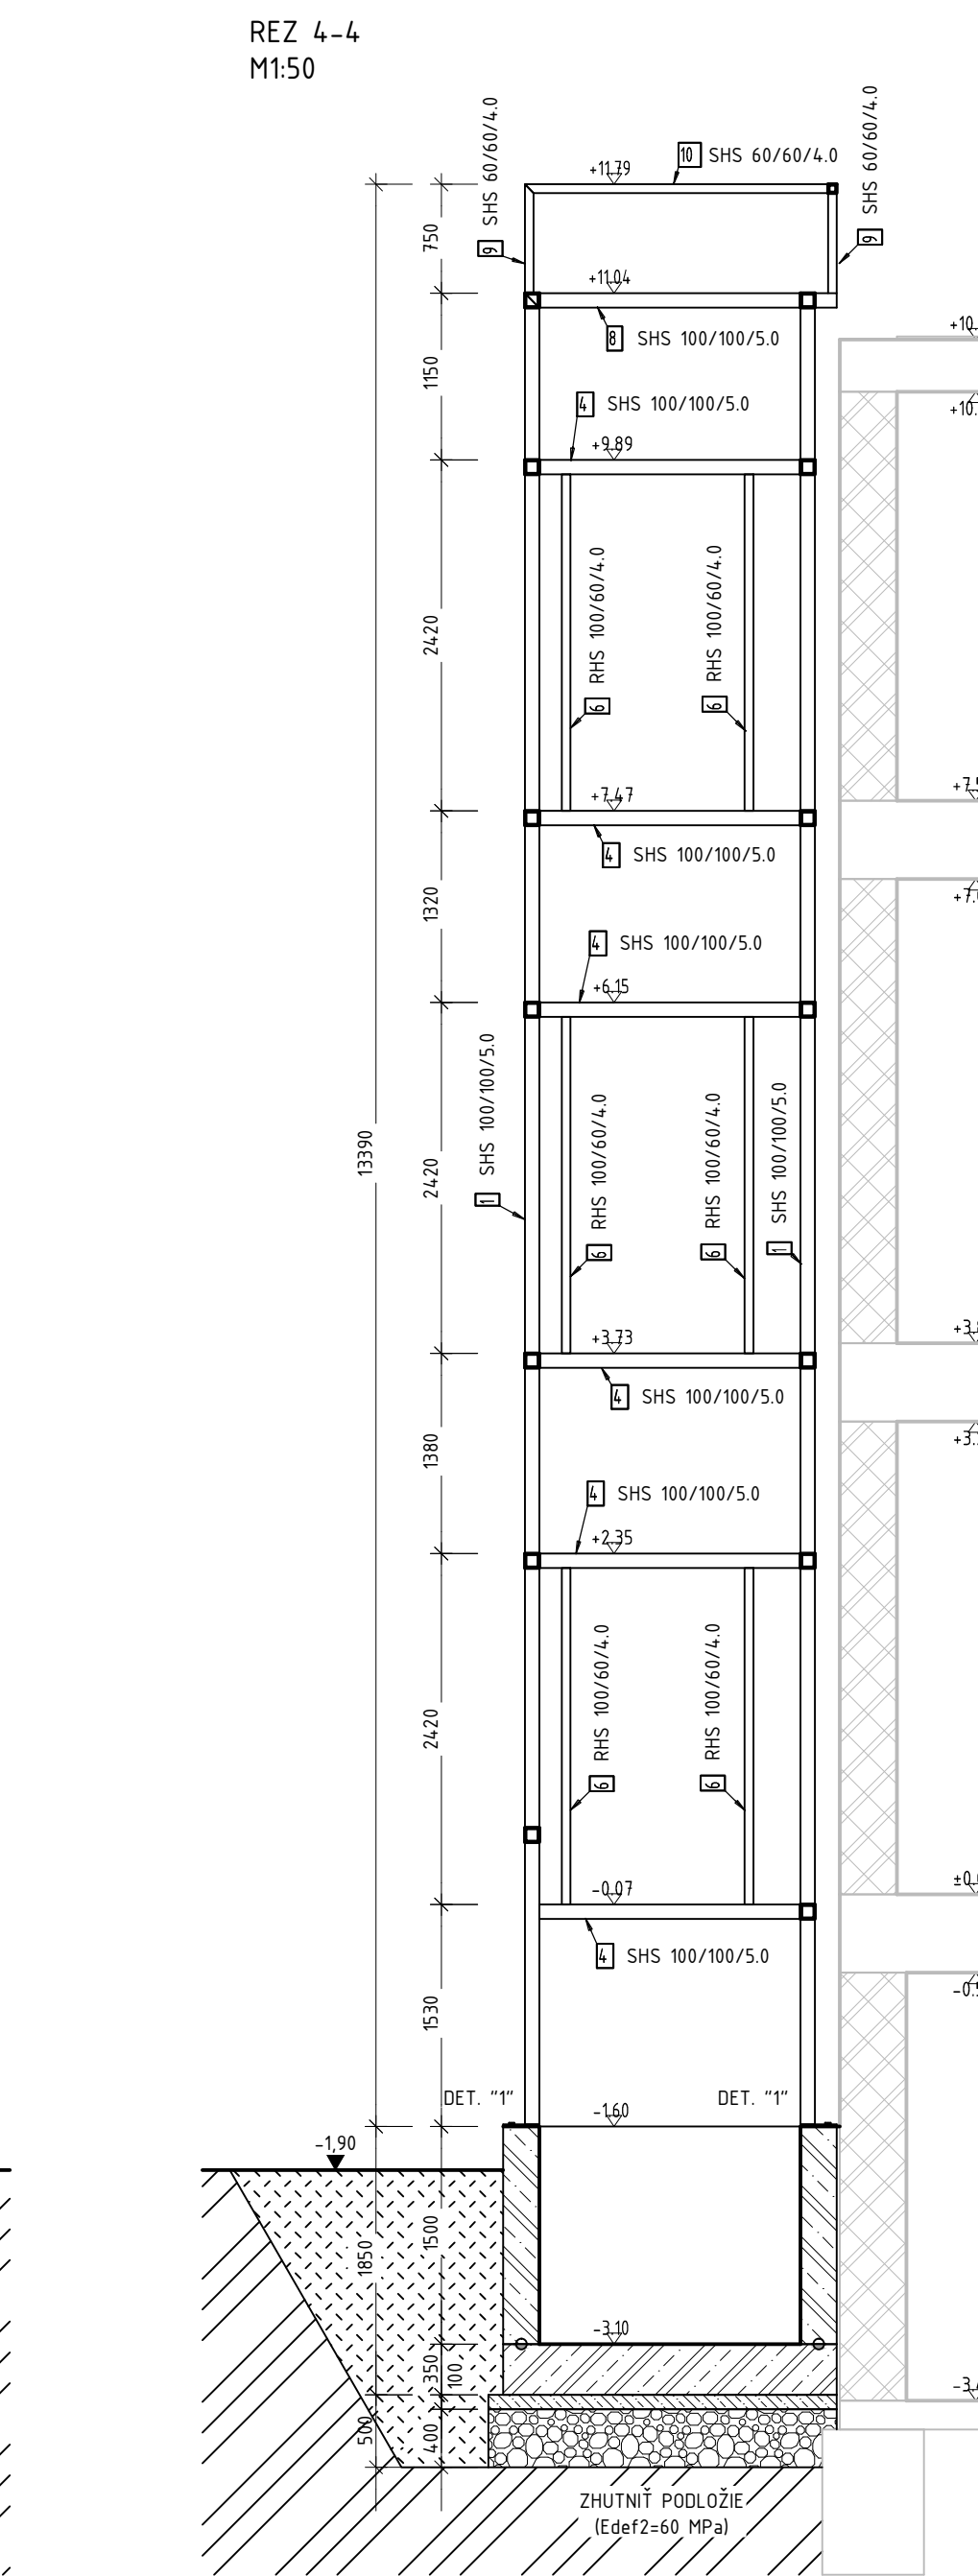 REZ 4-4
M1:50
SHS 60/60/4.0
9
10 SHS 60/60/4.0
SHS 60/60/4.0
9
+11.79
750
+11.04
8 SHS 100/100/5.0
1150
4 SHS 100/100/5.0
+9.89
2420
RHS 100/60/4.0
6
RHS 100/60/4.0
6
+7.47
4 SHS 100/100/5.0
1320
4 SHS 100/100/5.0
+6.15
13390
2420
SHS 100/100/5.0
1
RHS 100/60/4.0
6
RHS 100/60/4.0
6
SHS 100/100/5.0
1
+3.73
4 SHS 100/100/5.0
1380
4 SHS 100/100/5.0
+2.35
2420
RHS 100/60/4.0
6
RHS 100/60/4.0
6
-0.07
4 SHS 100/100/5.0
1530
DET. "1"
DET. "1"
-1.60
-1,90
1850
1500
-3.10
350
100
500
400
ZHUTNIŤ PODLOŽIE
(Edef2=60 MPa)